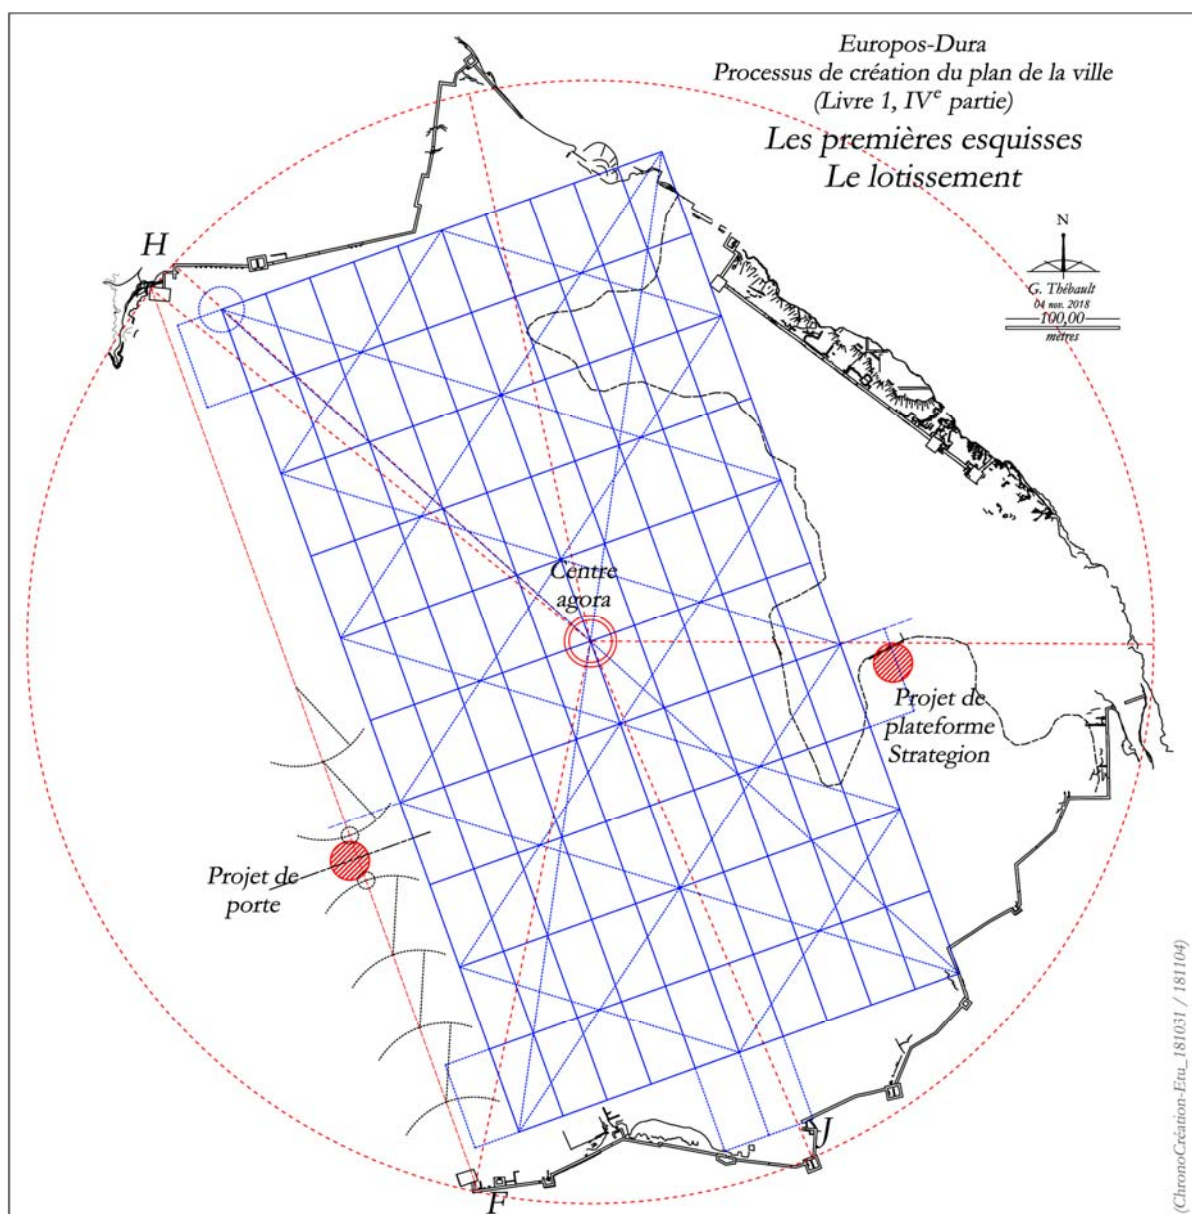 Europos-Dura
Processus de création du plan de la ville
(Livre 1, IVe partie)
Les premières esquisses
Le lotissement
N
G. Thébault
04 nov. 2018
100,00
mètres
H
Centre
agora
Projet de
plateforme
Strategion
Projet de
porte
J
F
(ChronoCréation-Etu_181031 / 181104)